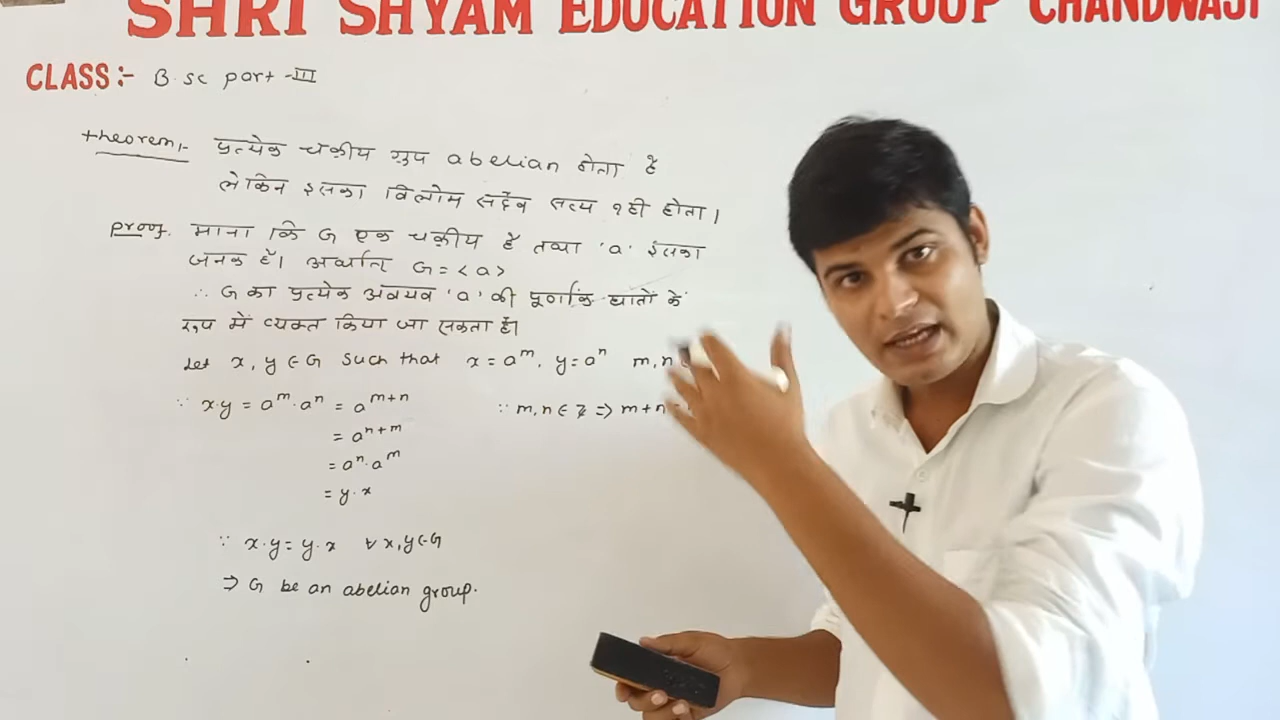 SHRI SHYAM EDUCATION GROUP CHANDWAJI
CLASS:- B.sc part-III
theorem:- प्रत्येक चक्रीय ग्रुप abelian होता है
लेकिन इसका विलोम सदैव सत्य नही होता।
proof. माना कि G एक चक्रीय है तथा 'a' इसका
जनक है। अर्थात G = <a>
∴ G का प्रत्येक अवयव 'a' की पूर्णांक घातों के
रूप में व्यक्त किया जा सकता है।
Let x, y ∈ G such that x = a^m, y = a^n m, n ∈
∵ x·y = a^m·a^n = a^{m+n} ∵ m, n ∈ Z ⇒ m+n
= a^{n+m}
= a^n·a^m
= y·x
∵ x·y = y·x ∀ x, y ∈ G
⇒ G be an abelian group.